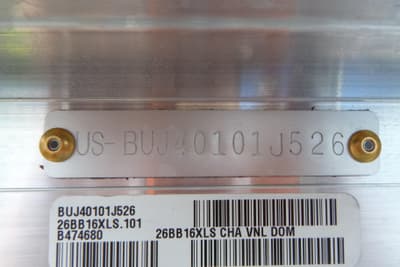 US-BUJ40101J526
BUJ40101J526
26BB16XLS.101
B474680
26BB16XLS CHA VNL DOM